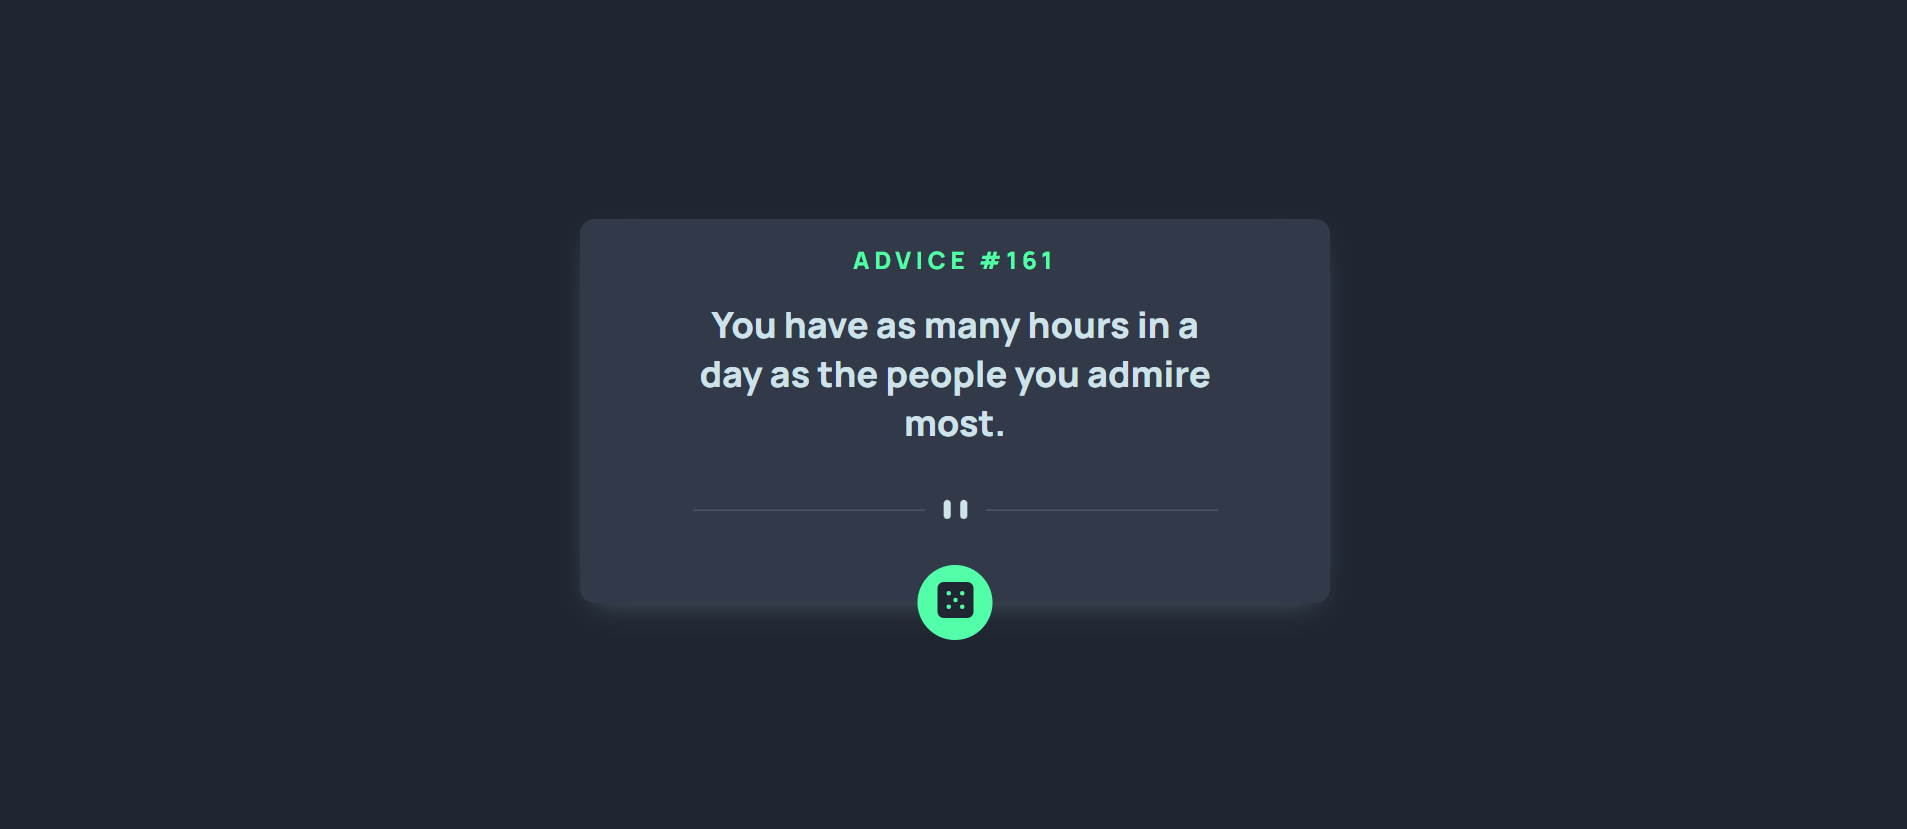 ADVICE #161
You have as many hours in a
day as the people you admire
most.